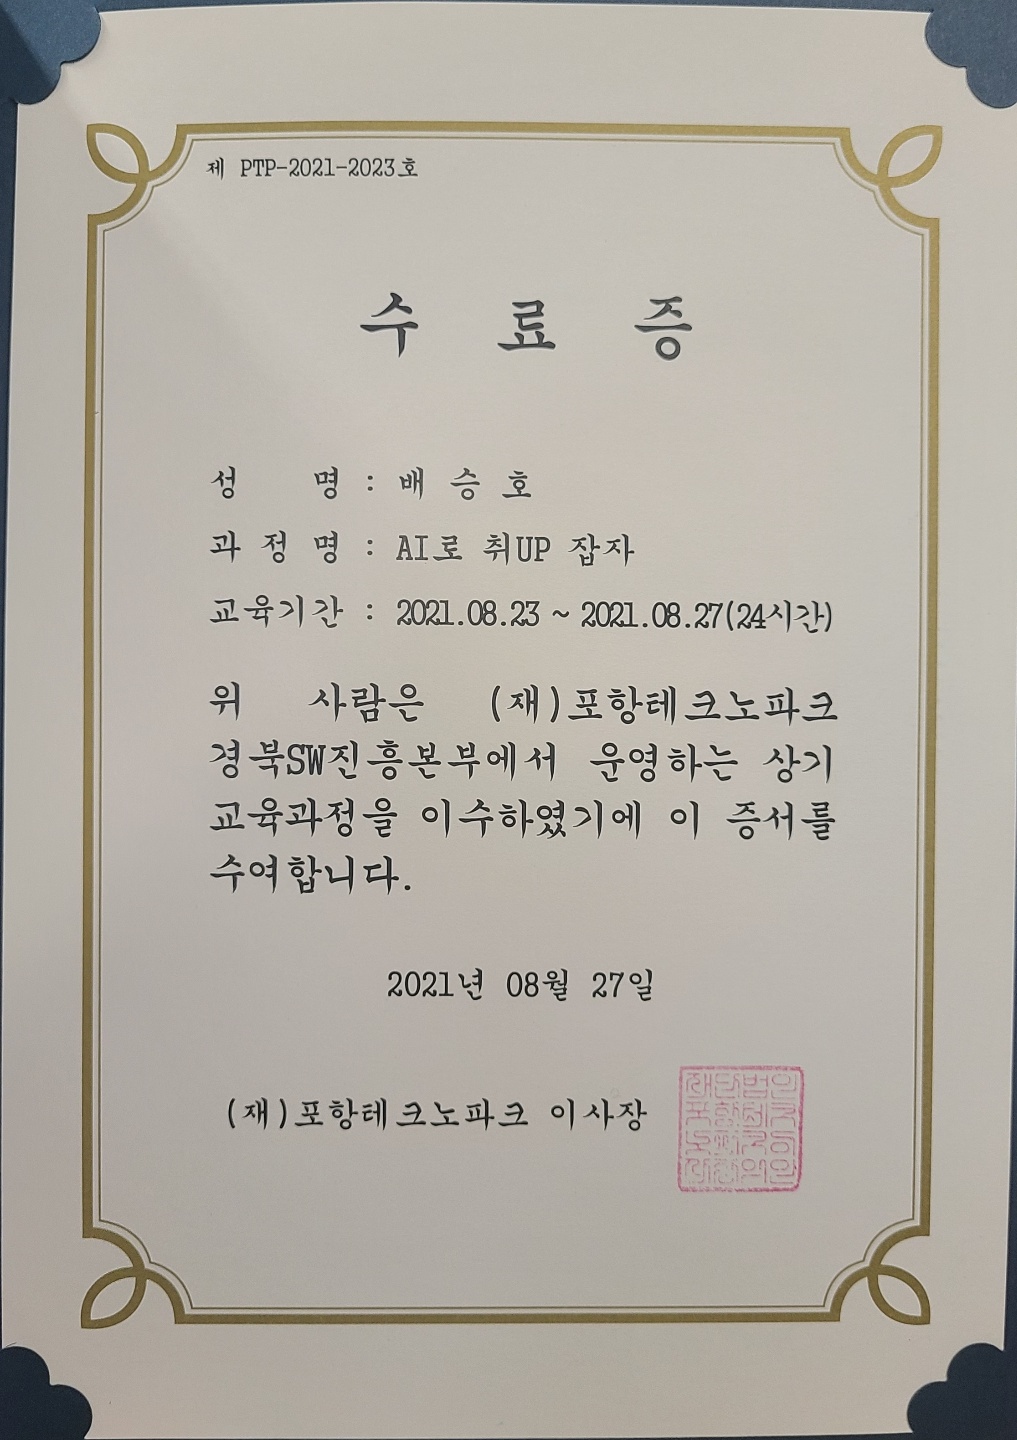 제 PTP-2021-2023호
수 료 증
성 명 : 배 승 호
과 정 명 : AI로 취UP 잡자
교육기간 : 2021.08.23 ~ 2021.08.27(24시간)
위 사람은 (재)포항테크노파크
경북SW진흥본부에서 운영하는 상기
교육과정을 이수하였기에 이 증서를
수여합니다.
2021년 08월 27일
(재)포항테크노파크 이사장
재단법인